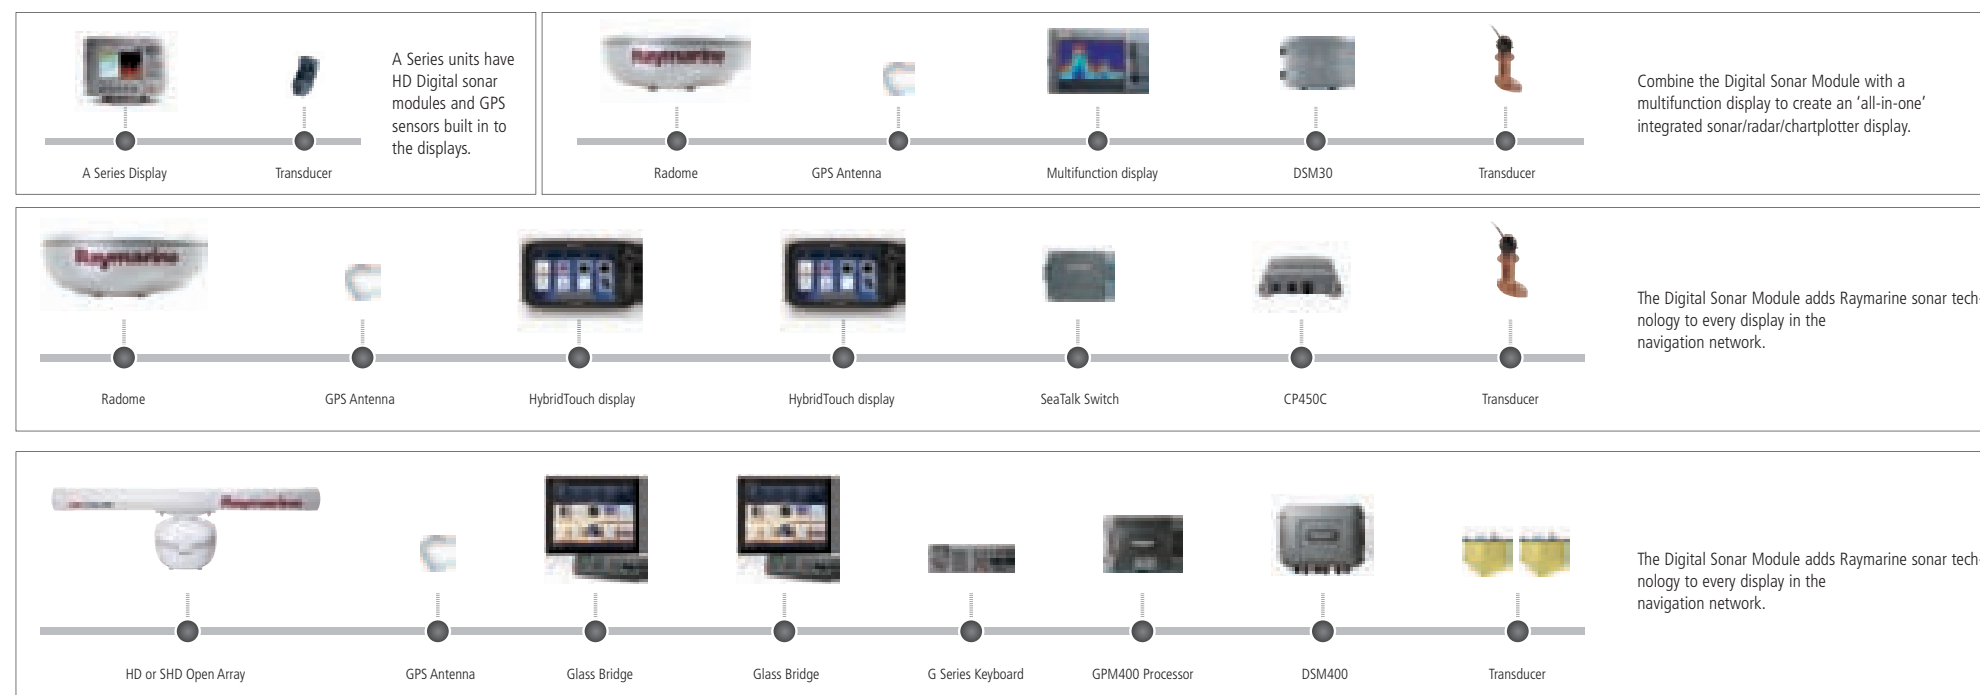 A Series units have
HD Digital sonar
modules and GPS
sensors built in to
the displays.
A Series Display
Transducer
Raymarine
Combine the Digital Sonar Module with a
multifunction display to create an ‘all-in-one’
integrated sonar/radar/chartplotter display.
Radome
GPS Antenna
Multifunction display
DSM30
Transducer
Raymarine
The Digital Sonar Module adds Raymarine sonar tech-
nology to every display in the
navigation network.
Radome
GPS Antenna
HybridTouch display
HybridTouch display
SeaTalk Switch
CP450C
Transducer
Raymarine
The Digital Sonar Module adds Raymarine sonar tech-
nology to every display in the
navigation network.
HD or SHD Open Array
GPS Antenna
Glass Bridge
Glass Bridge
G Series Keyboard
GPM400 Processor
DSM400
Transducer